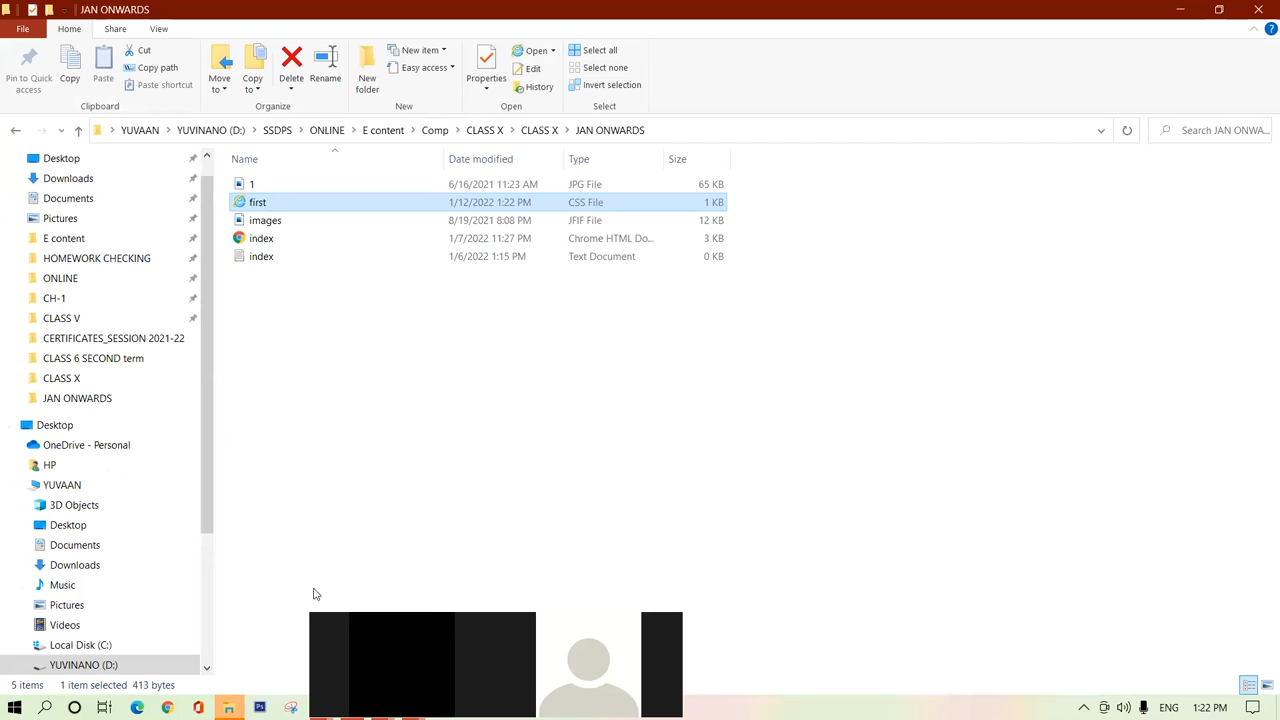 JAN ONWARDS
File Home Share View
Pin to Quick access
Copy
Paste
Cut
Copy path
Paste shortcut
Clipboard
Move to
Copy to
Delete
Rename
Organize
New folder
New item
Easy access
New
Properties
Open
Edit
History
Open
Select all
Select none
Invert selection
Select
YUVAAN YUVINANO (D:) SSDPS ONLINE E content Comp CLASS X CLASS X JAN ONWARDS
Search JAN ONWA...
Name Date modified Type Size
1 6/16/2021 11:23 AM JPG File 65 KB
first 1/12/2022 1:22 PM CSS File 1 KB
images 8/19/2021 8:08 PM JFIF File 12 KB
index 1/7/2022 11:27 PM Chrome HTML Do... 3 KB
index 1/6/2022 1:15 PM Text Document 0 KB
Desktop
Downloads
Documents
Pictures
E content
HOMEWORK CHECKING
ONLINE
CH-1
CLASS V
CERTIFICATES_SESSION 2021-22
CLASS 6 SECOND term
CLASS X
JAN ONWARDS
Desktop
OneDrive - Personal
HP
YUVAAN
3D Objects
Desktop
Documents
Downloads
Music
Pictures
Videos
Local Disk (C:)
YUVINANO (D:)
5 items 1 item selected 413 bytes
Ps
ENG 1:22 PM